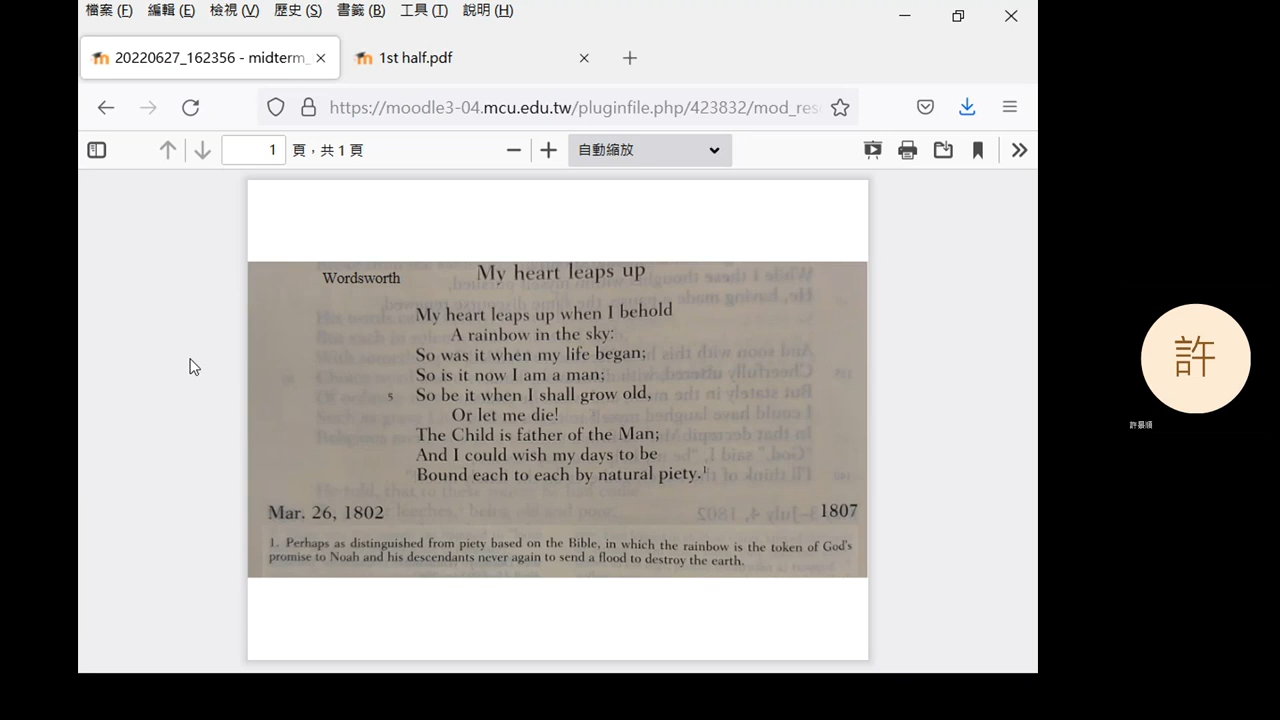 檔案 (F) 編輯 (E) 檢視 (V) 歷史 (S) 書籤 (B) 工具 (T) 說明 (H)
20220627_162356 - midterm_
1st half.pdf
https://moodle3-04.mcu.edu.tw/pluginfile.php/423832/mod_res
1 頁，共 1 頁
自動縮放
Wordsworth
My heart leaps up
My heart leaps up when I behold
A rainbow in the sky:
So was it when my life began;
So is it now I am a man;
5 So be it when I shall grow old,
Or let me die!
The Child is father of the Man;
And I could wish my days to be
Bound each to each by natural piety.¹
Mar. 26, 1802 1807
1. Perhaps as distinguished from piety based on the Bible, in which the rainbow is the token of God's
promise to Noah and his descendants never again to send a flood to destroy the earth.
許